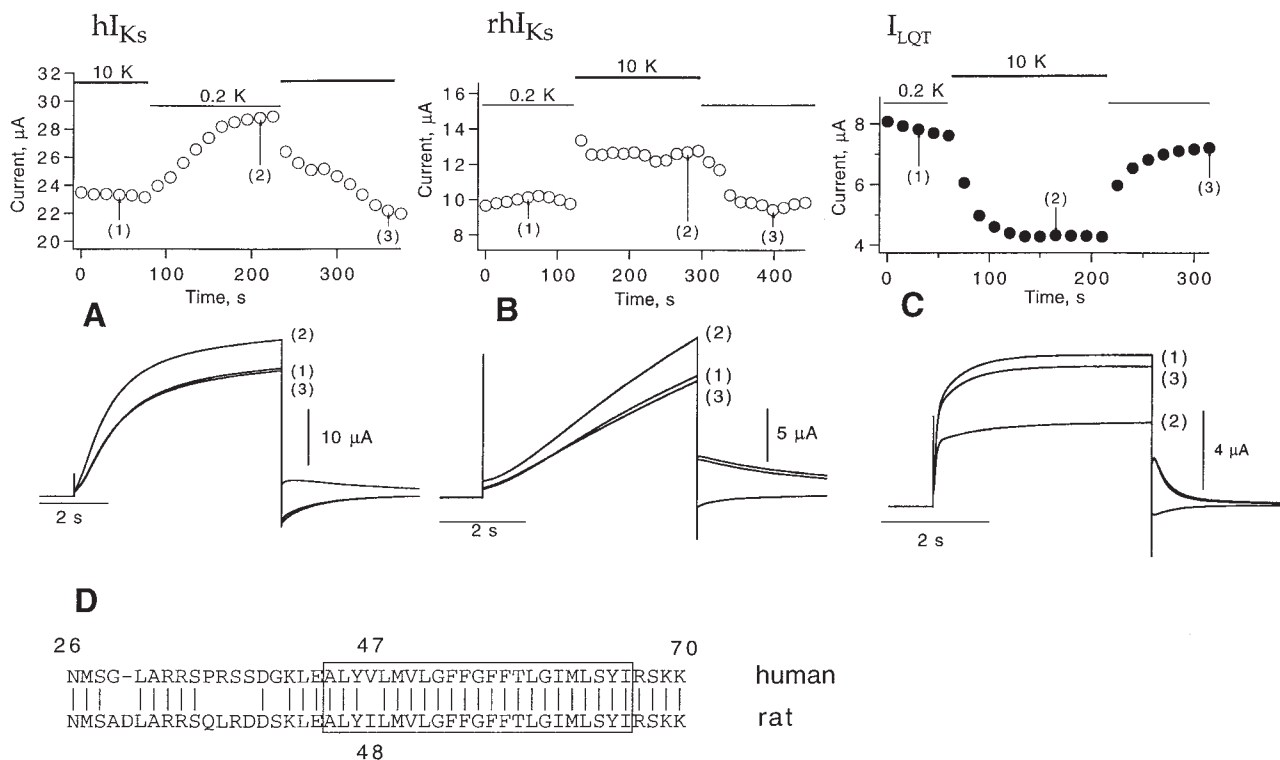 hI_Ks
Current, µA
32
30
28
26
24
22
20
10 K
0.2 K
(1)
(2)
(3)
0
100
200
300
Time, s
A
(2)
(1)
(3)
10 µA
2 s
rhI_Ks
Current, µA
16
14
12
10
8
0.2 K
10 K
(1)
(2)
(3)
0
100
200
300
400
Time, s
B
(2)
(1)
(3)
5 µA
2 s
I_LQT
Current, µA
8
6
4
0.2 K
10 K
(1)
(2)
(3)
0
100
200
300
Time, s
C
(1)
(3)
(2)
4 µA
2 s
D
26 47 70
NMSG-LARRSPRSSDGKLEALYVLMVLGFFGFFTLGIMLSYIRSKK human
NMSADLARRSQLRDDSKLEALYILMVLGFFGFFTLGIMLSYIRSKK rat
48